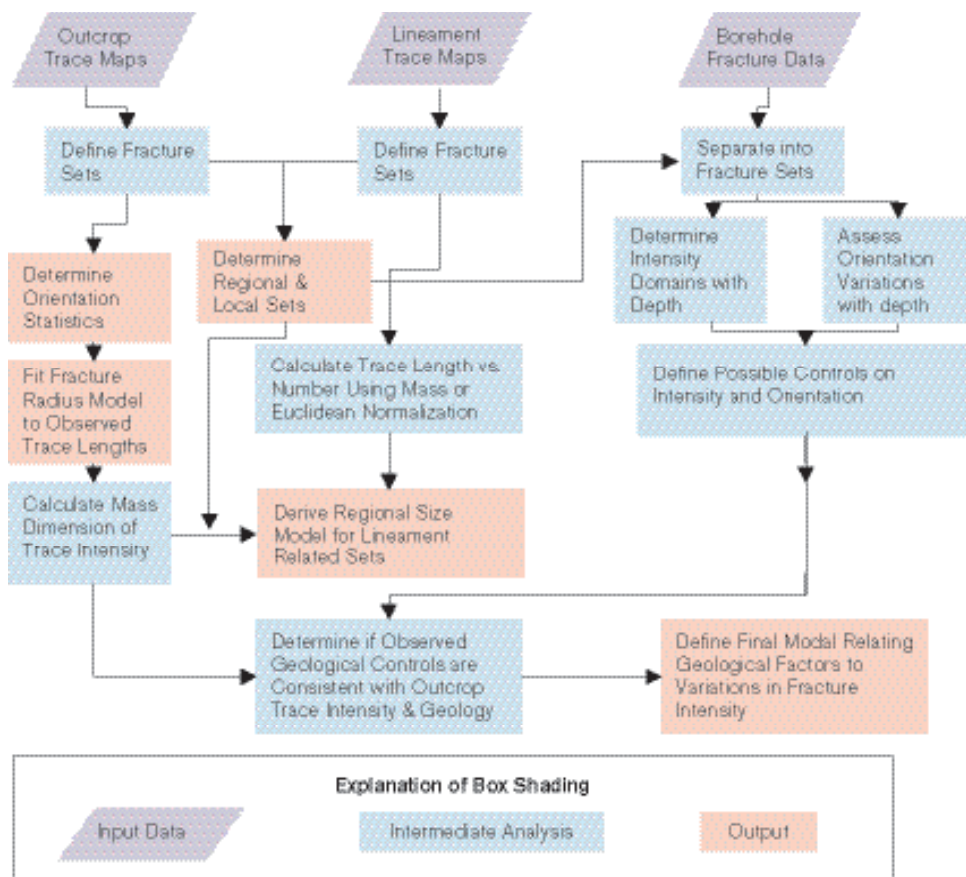 Outcrop
Trace Maps
Lineament
Trace Maps
Borehole
Fracture Data
Define Fracture
Sets
Define Fracture
Sets
Separate into
Fracture Sets
Determine
Orientation
Statistics
Determine
Regional &
Local Sets
Determine
Intensity
Domains with
Depth
Assess
Orientation
Variations
with depth
Fit Fracture
Radius Model
to Observed
Trace Lengths
Calculate Trace Length vs.
Number Using Mass or
Euclidean Normalization
Define Possible Controls on
Intensity and Orientation
Calculate Mass
Dimension of
Trace Intensity
Derive Regional Size
Model for Lineament
Related Sets
Determine if Observed
Geological Controls are
Consistent with Outcrop
Trace Intensity & Geology
Define Final Modal Relating
Geological Factors to
Variations in Fracture
Intensity
Explanation of Box Shading
Input Data
Intermediate Analysis
Output